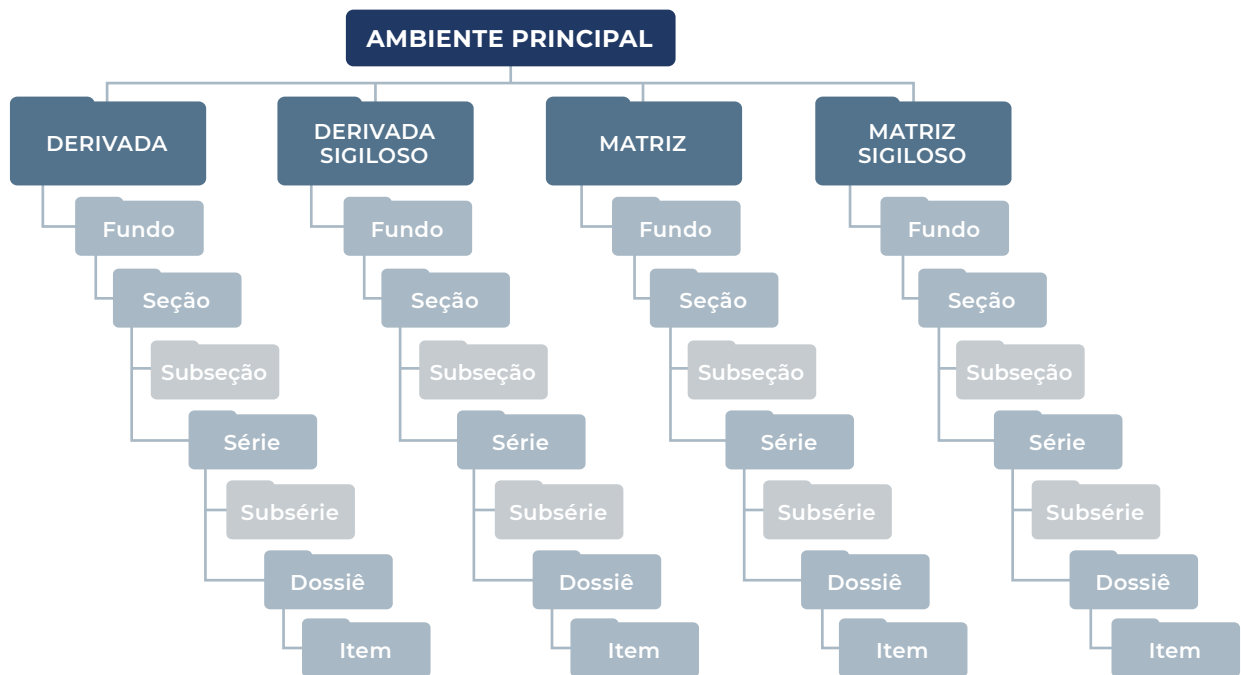 AMBIENTE PRINCIPAL
DERIVADA
DERIVADA
SIGILOSO
MATRIZ
MATRIZ
SIGILOSO
Fundo
Fundo
Fundo
Fundo
Seção
Seção
Seção
Seção
Subseção
Subseção
Subseção
Subseção
Série
Série
Série
Série
Subsérie
Subsérie
Subsérie
Subsérie
Dossiê
Dossiê
Dossiê
Dossiê
Item
Item
Item
Item